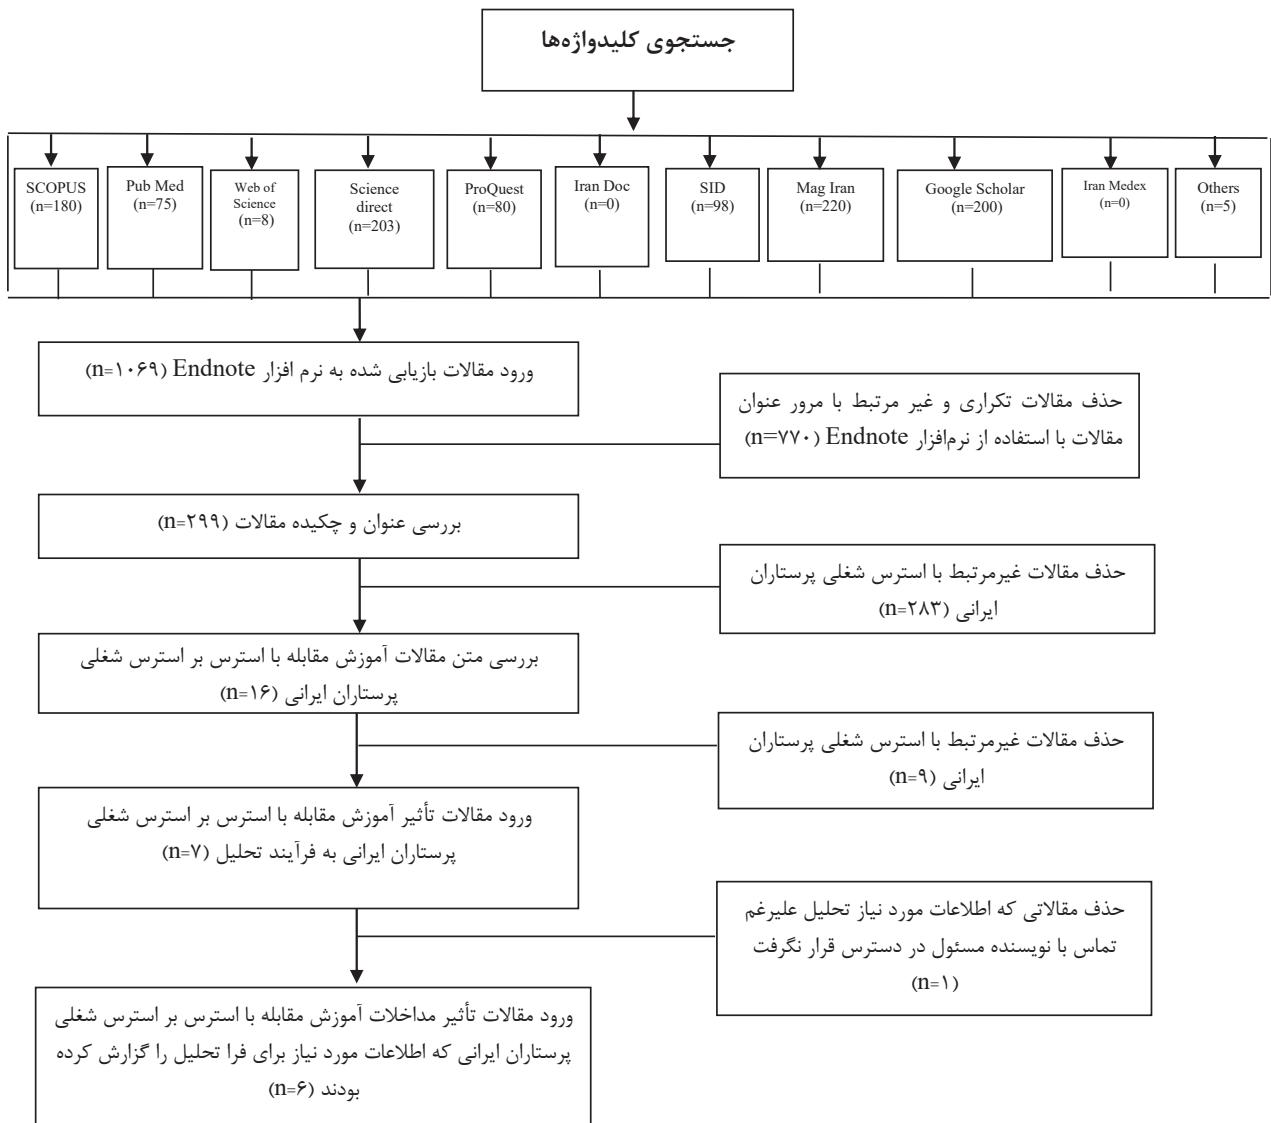 جستجوی کلیدواژه‌ها
SCOPUS
(n=180)
Pub Med
(n=75)
Web of
Science
(n=8)
Science
direct
(n=203)
ProQuest
(n=80)
Iran Doc
(n=0)
SID
(n=98)
Mag Iran
(n=220)
Google Scholar
(n=200)
Iran Medex
(n=0)
Others
(n=5)
ورود مقالات بازیابی شده به نرم افزار Endnote (n=۱۰۶۹)
حذف مقالات تکراری و غیر مرتبط با مرور عنوان
مقالات با استفاده از نرم‌افزار Endnote (n=۷۷۰)
بررسی عنوان و چکیده مقالات (n=۲۹۹)
حذف مقالات غیرمرتبط با استرس شغلی پرستاران
ایرانی (n=۲۸۳)
بررسی متن مقالات آموزش مقابله با استرس بر استرس شغلی
پرستاران ایرانی (n=۱۶)
حذف مقالات غیرمرتبط با استرس شغلی پرستاران
ایرانی (n=۹)
ورود مقالات تأثیر آموزش مقابله با استرس بر استرس شغلی
پرستاران ایرانی به فرآیند تحلیل (n=۷)
حذف مقالاتی که اطلاعات مورد نیاز تحلیل علیرغم
تماس با نویسنده مسئول در دسترس قرار نگرفت
(n=۱)
ورود مقالات تأثیر مداخلات آموزش مقابله با استرس بر استرس شغلی
پرستاران ایرانی که اطلاعات مورد نیاز برای فرا تحلیل را گزارش کرده
بودند (n=۶)